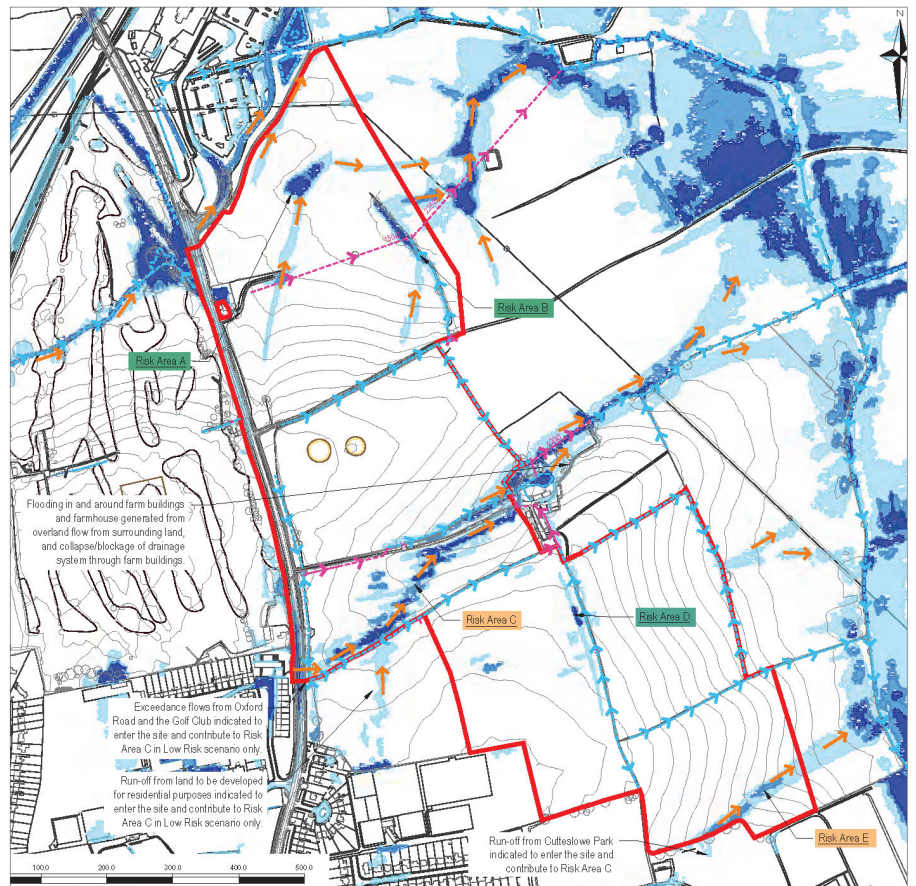 N
Risk Area B
Risk Area A
Flooding in and around farm buildings
and farmhouse generated from
overland flow from surrounding land,
and collapse/blockage of drainage
system through farm buildings.
Risk Area C
Risk Area D
Exceedance flows from Oxford
Road and the Golf Club indicated to
enter the site and contribute to Risk
Area C in Low Risk scenario only.
Run-off from land to be developed
for residential purposes indicated to
enter the site and contribute to Risk
Area C in Low Risk scenario only.
Run-off from Cutteslowe Park
indicated to enter the site and
contribute to Risk Area C.
Risk Area E
100.0 200.0 300.0 400.0 500.0